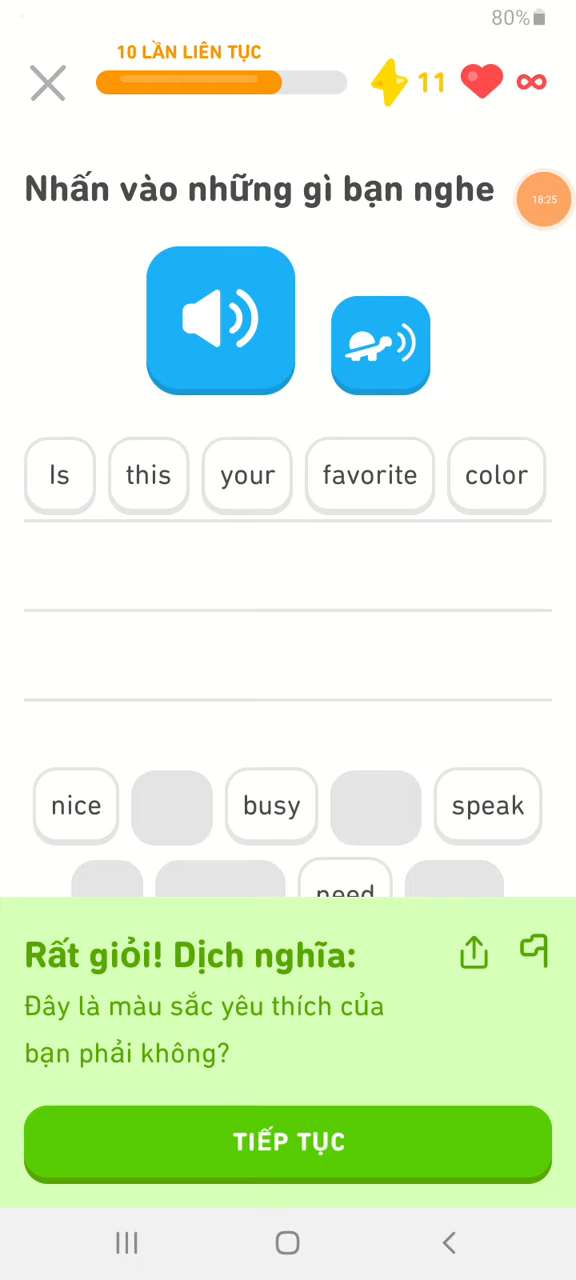 80%
10 LẦN LIÊN TỤC
11
Nhấn vào những gì bạn nghe
18:25
Is this your favorite color
nice busy speak
need
Rất giỏi! Dịch nghĩa:
Đây là màu sắc yêu thích của
bạn phải không?
TIẾP TỤC